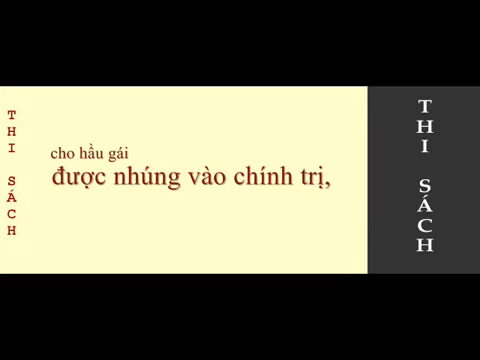 THI SÁCH
cho hầu gái
được nhúng vào chính trị,
THI SÁCH